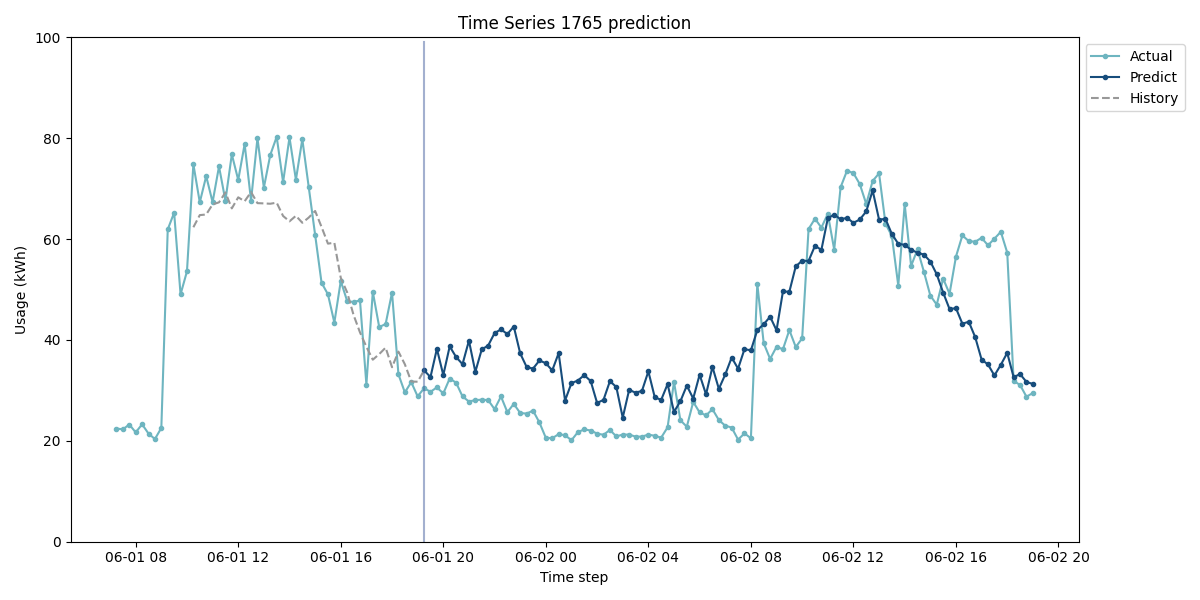 Time Series 1765 prediction
100
80
60
40
20
0
Usage (kWh)
06-01 08
06-01 12
06-01 16
06-01 20
06-02 00
06-02 04
06-02 08
06-02 12
06-02 16
06-02 20
Time step
Actual
Predict
History